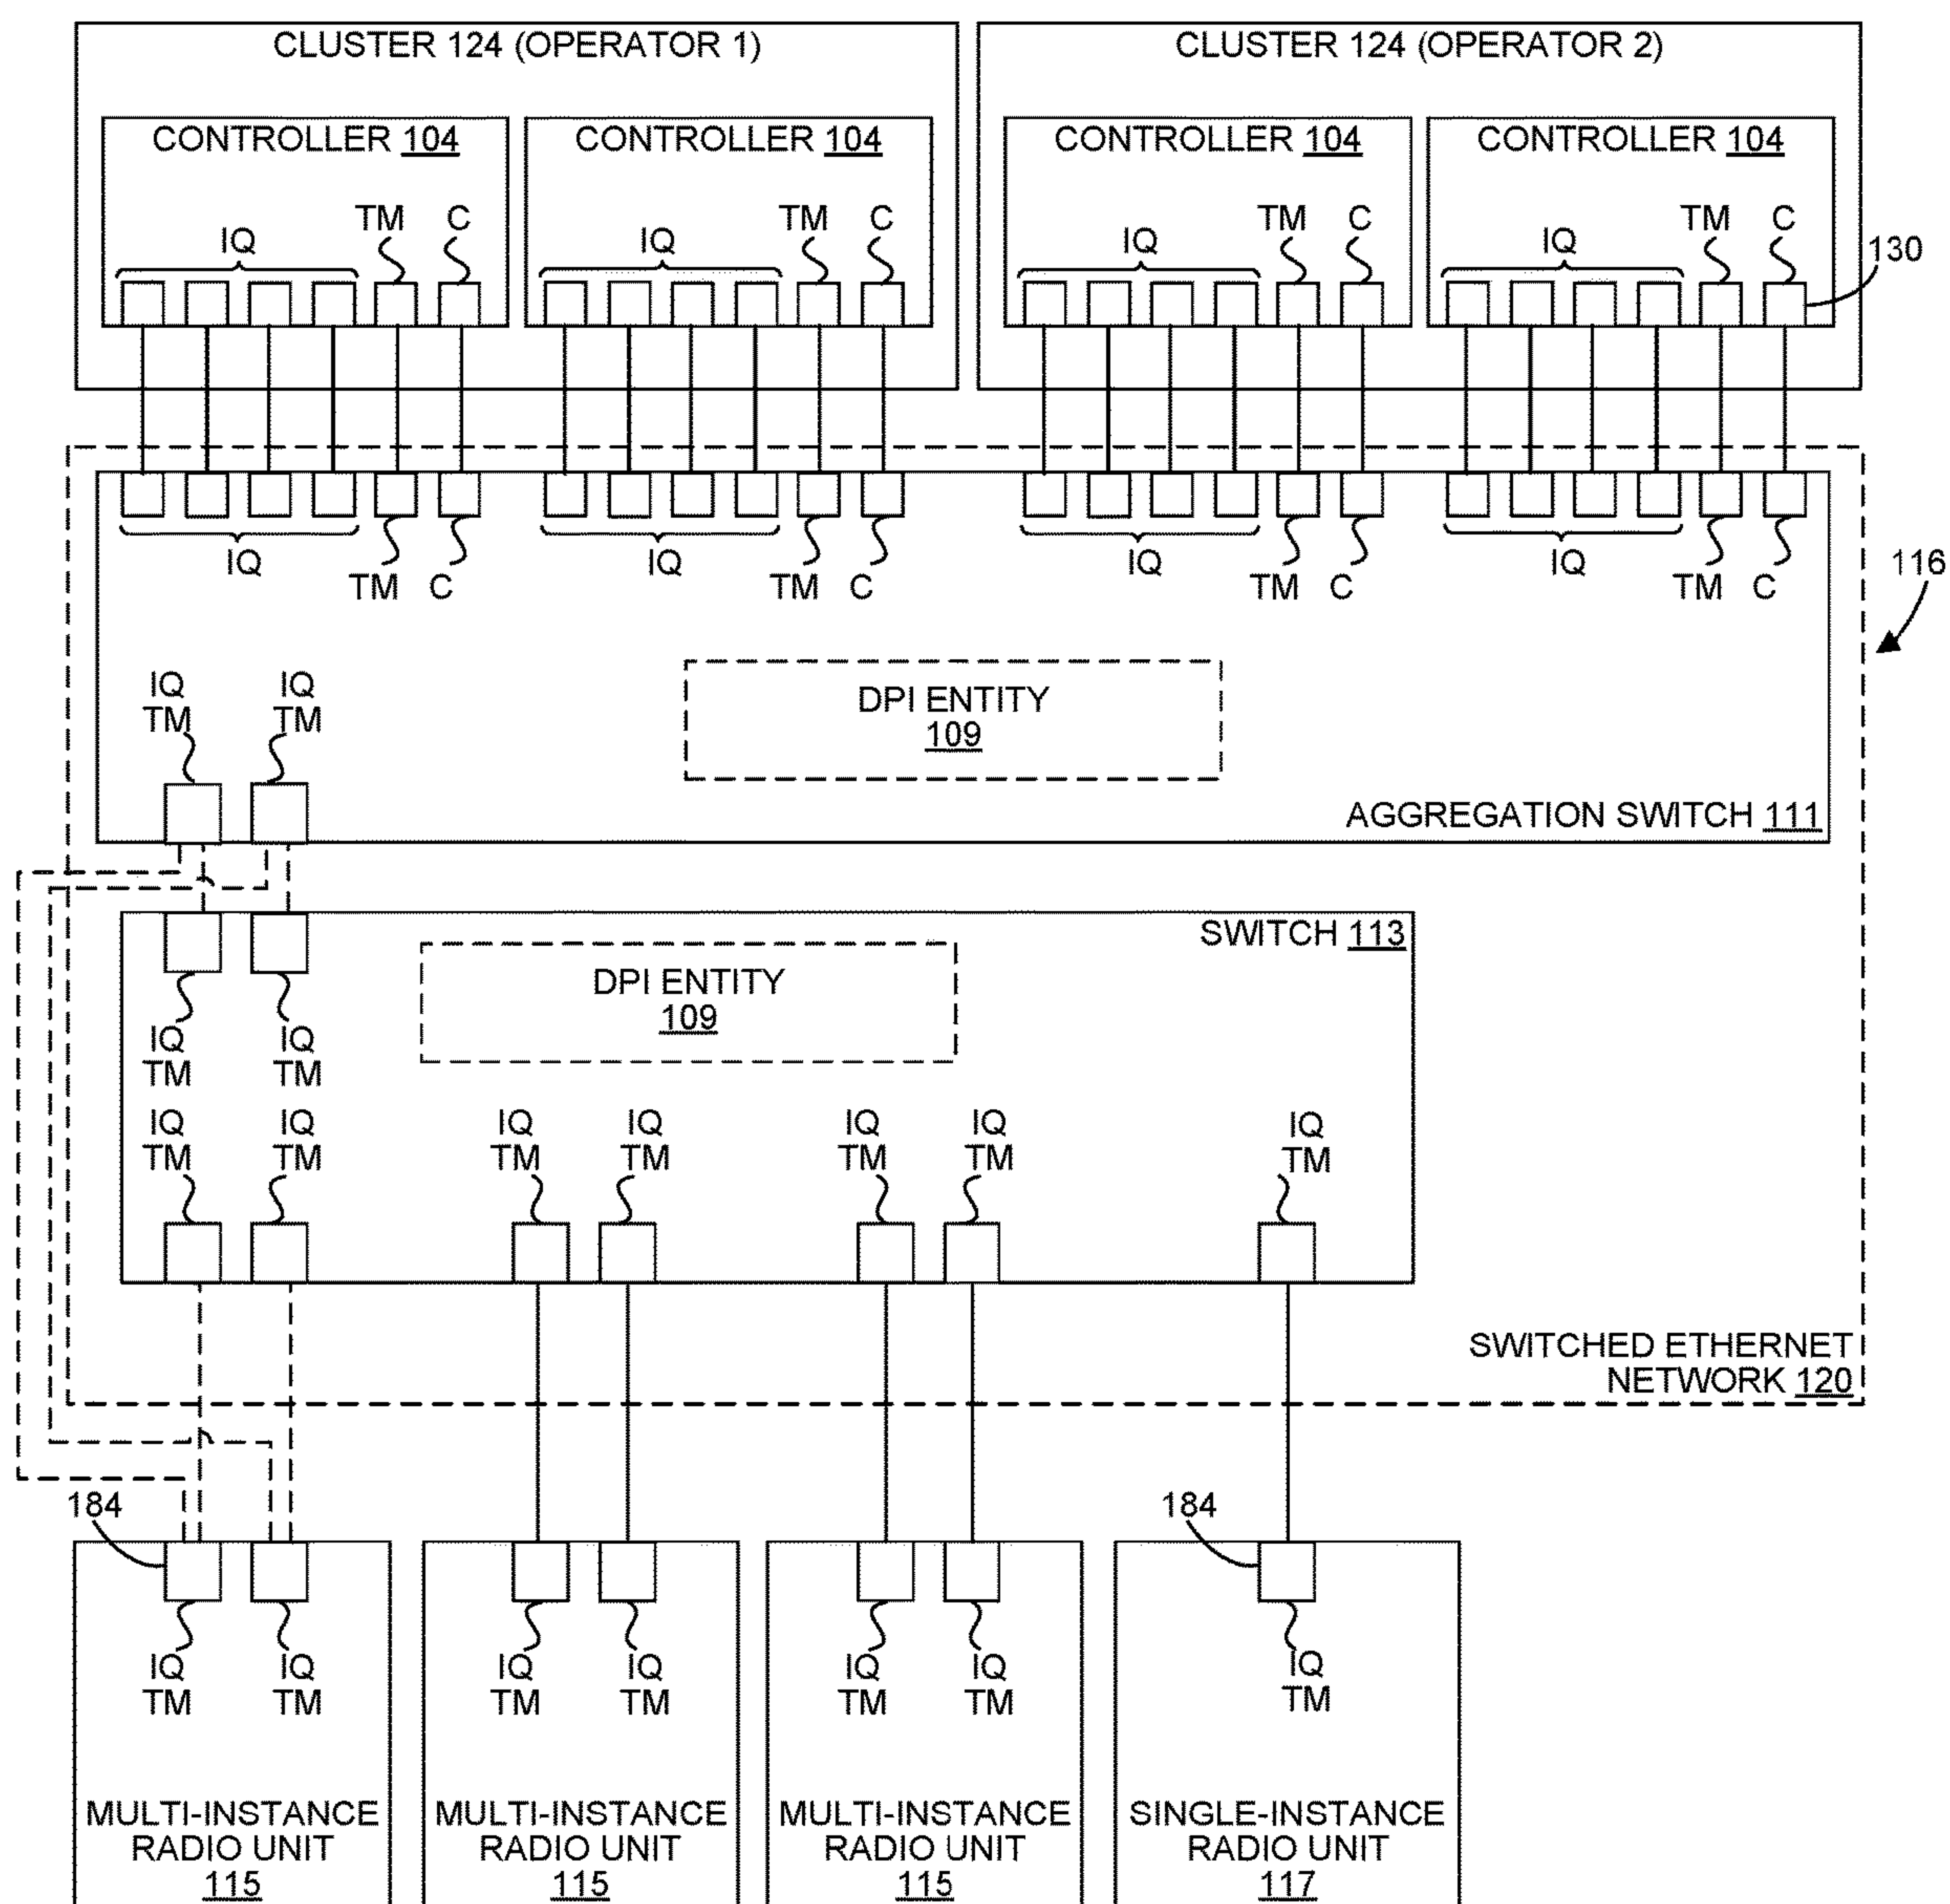 CLUSTER 124 (OPERATOR 1)
CLUSTER 124 (OPERATOR 2)
CONTROLLER 104
CONTROLLER 104
CONTROLLER 104
CONTROLLER 104
TM C
TM C
TM C
TM C
IQ
IQ
IQ
IQ
130
IQ
IQ
IQ
IQ
TM C
TM C
TM C
TM C
116
IQ
TM
IQ
TM
DPI ENTITY
109
AGGREGATION SWITCH 111
SWITCH 113
DPI ENTITY
109
IQ
TM
IQ
TM
IQ
TM
IQ
TM
IQ
TM
IQ
TM
IQ
TM
IQ
TM
IQ
TM
SWITCHED ETHERNET
NETWORK 120
184
184
IQ
TM
IQ
TM
IQ
TM
IQ
TM
IQ
TM
IQ
TM
IQ
TM
MULTI-INSTANCE
RADIO UNIT
115
MULTI-INSTANCE
RADIO UNIT
115
MULTI-INSTANCE
RADIO UNIT
115
SINGLE-INSTANCE
RADIO UNIT
117